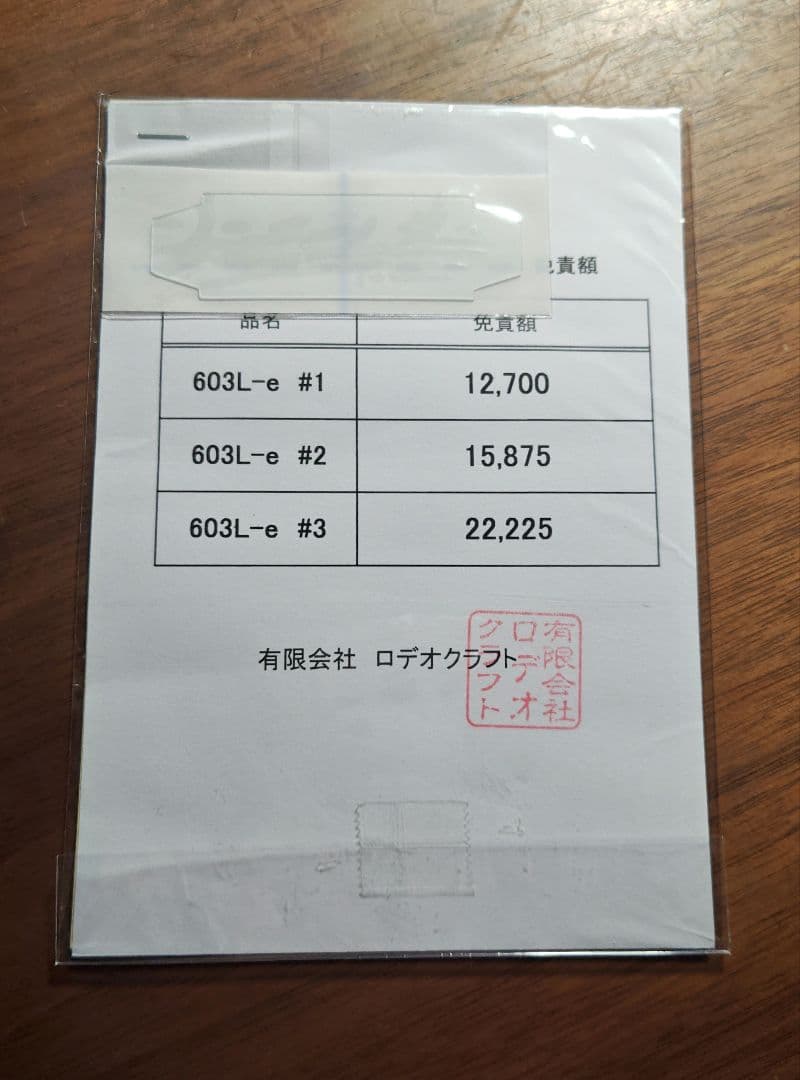 責額
品名 免責額
603L-e #1 12,700
603L-e #2 15,875
603L-e #3 22,225
有限会社 ロデオクラフト
有限会社
ロデオ
クラフト